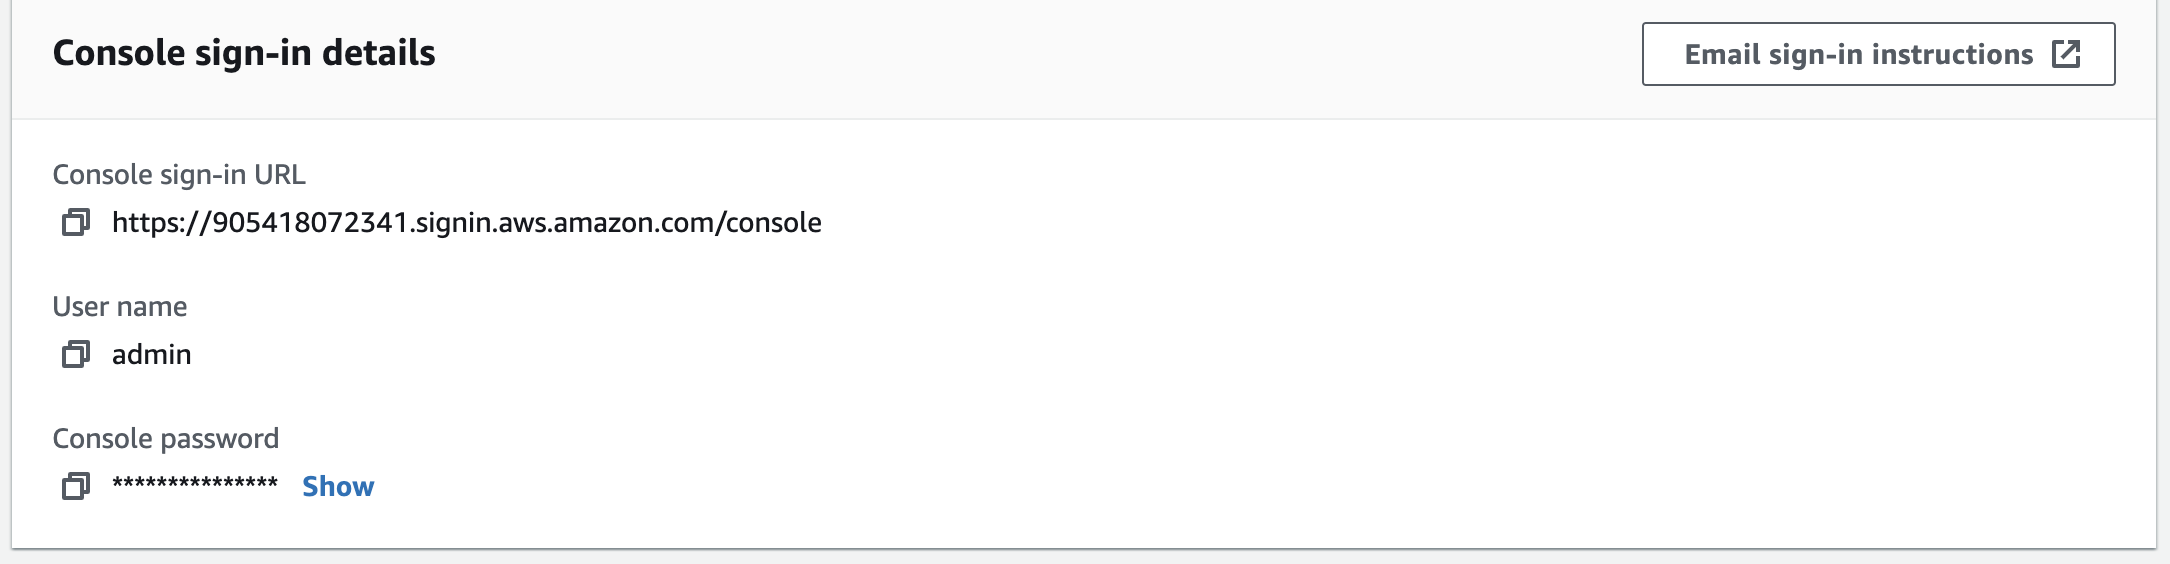 Console sign-in details
Email sign-in instructions
Console sign-in URL
https://905418072341.signin.aws.amazon.com/console
User name
admin
Console password
***************
Show